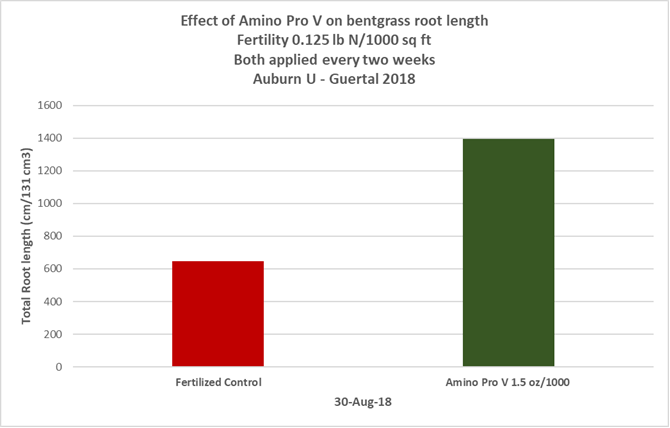 Effect of Amino Pro V on bentgrass root length
Fertility 0.125 lb N/1000 sq ft
Both applied every two weeks
Auburn U - Guertal 2018
Total Root length (cm/131 cm3)
1600
1400
1200
1000
800
600
400
200
0
Fertilized Control
Amino Pro V 1.5 oz/1000
30-Aug-18